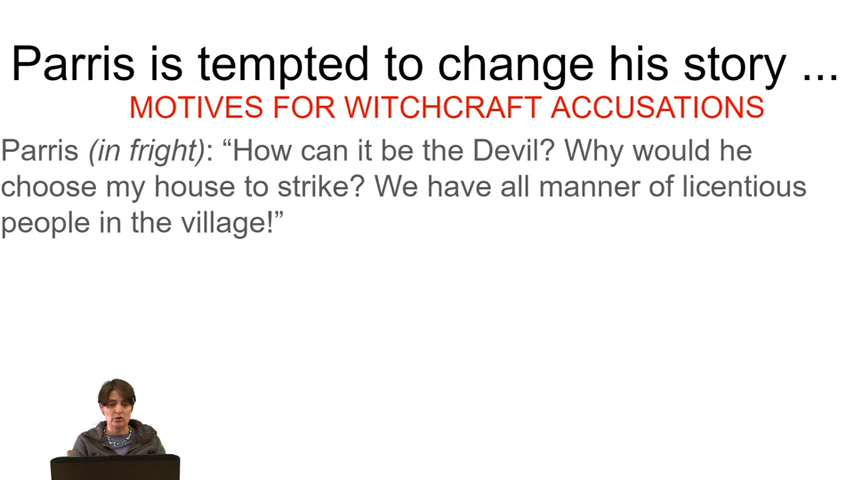 Parris is tempted to change his story ...
MOTIVES FOR WITCHCRAFT ACCUSATIONS
Parris (in fright): “How can it be the Devil? Why would he
choose my house to strike? We have all manner of licentious
people in the village!”